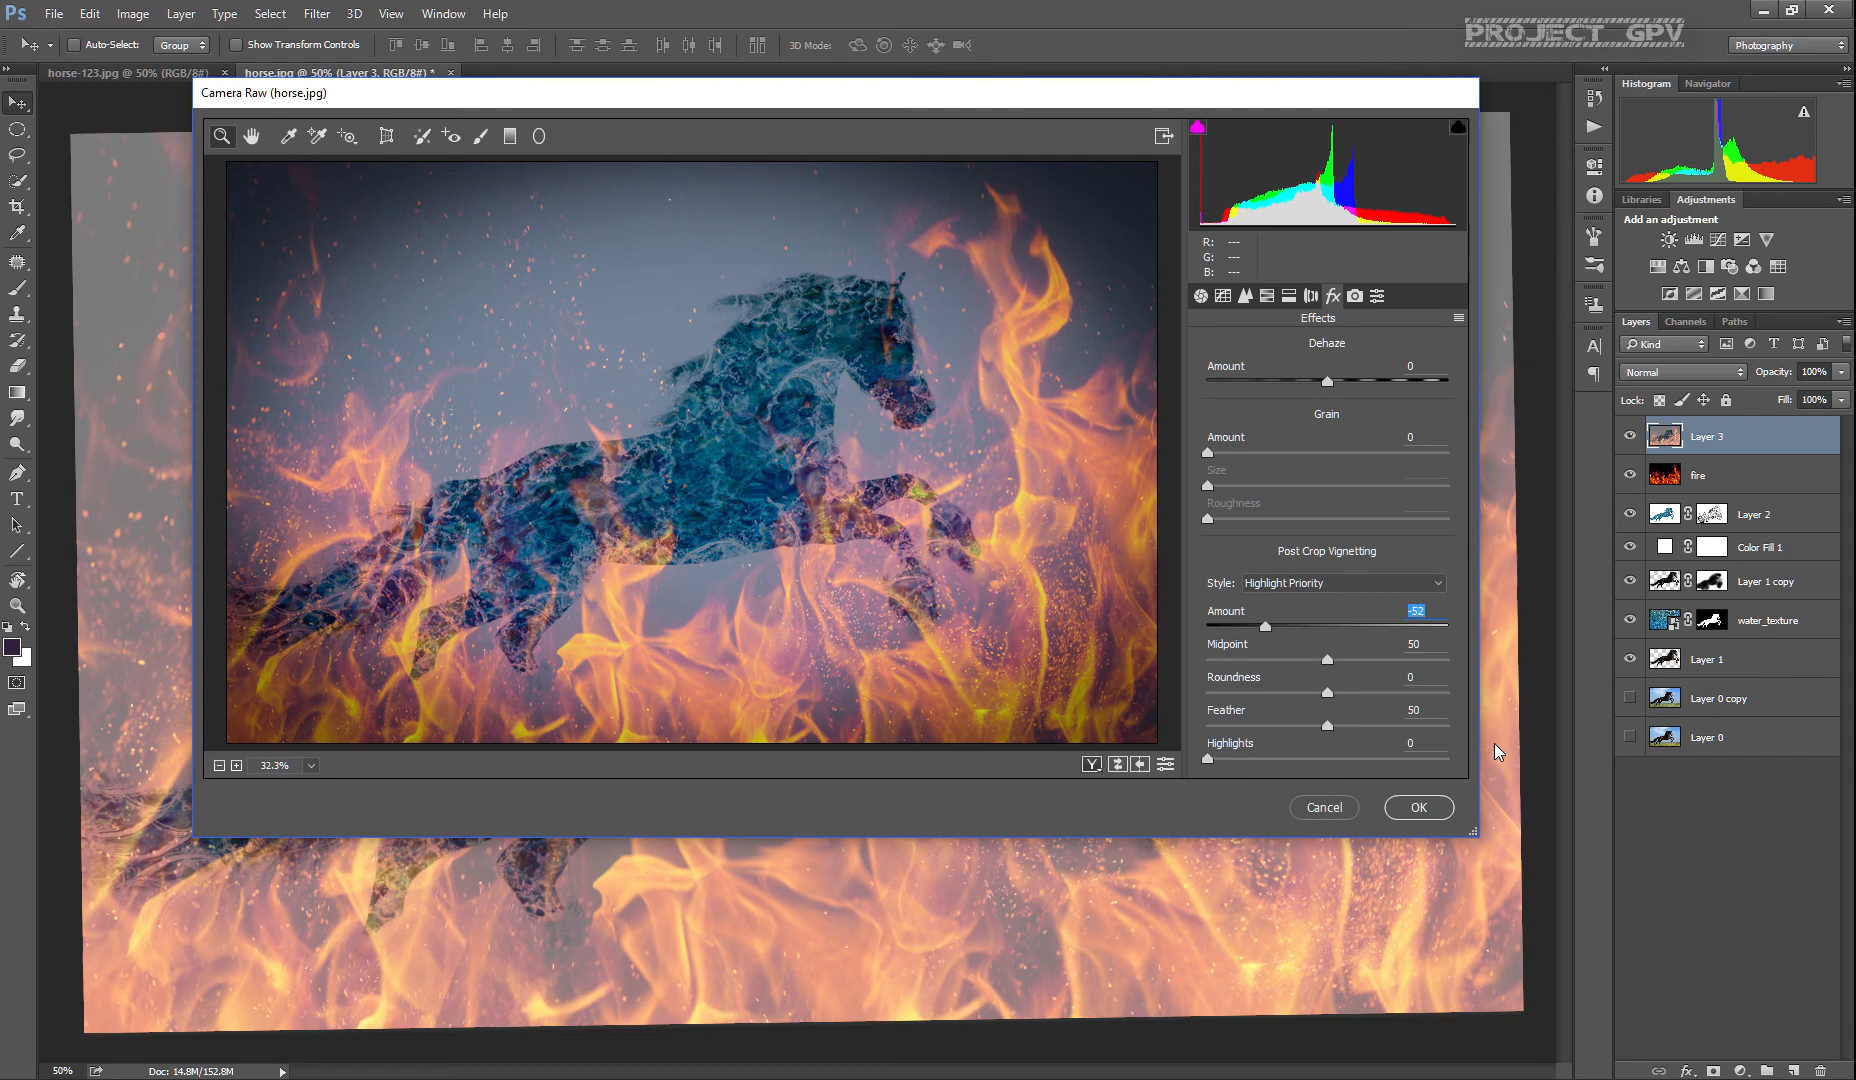 Ps File Edit Image Layer Type Select Filter 3D View Window Help
Auto-Select: Group Show Transform Controls 3D Mode: PROJECT GPV Photography
horse-123.jpg @ 50% (RGB/8#) × horse.jpg @ 50% (Layer 3, RGB/8#) * ×
Camera Raw (horse.jpg)
Histogram Navigator
R: ---
G: ---
B: ---
Libraries Adjustments
Add an adjustment
fx
Effects
Dehaze
Amount 0
Grain
Amount 0
Size
Roughness
Post Crop Vignetting
Style: Highlight Priority
Amount -52
Midpoint 50
Roundness 0
Feather 50
Highlights 0
32.3%
Y
Cancel OK
Layers Channels Paths
Kind
Normal Opacity: 100%
Lock: Fill: 100%
Layer 3
fire
Layer 2
Color Fill 1
Layer 1 copy
water_texture
Layer 1
Layer 0 copy
Layer 0
50% Doc: 14.8M/152.8M
fx